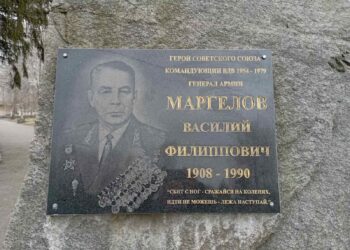 ГЕРОЙ СОВЕТСКОГО СОЮЗА
КОМАНДУЮЩИЙ ВДВ 1954 - 1979
ГЕНЕРАЛ АРМИИ
МАРГЕЛОВ
ВАСИЛИЙ
ФИЛИППОВИЧ
1908 - 1990
"СБИТ С НОГ - СРАЖАЙСЯ НА КОЛЕНЯХ,
ИДТИ НЕ МОЖЕШЬ - ЛЕЖА НАСТУПАЙ"